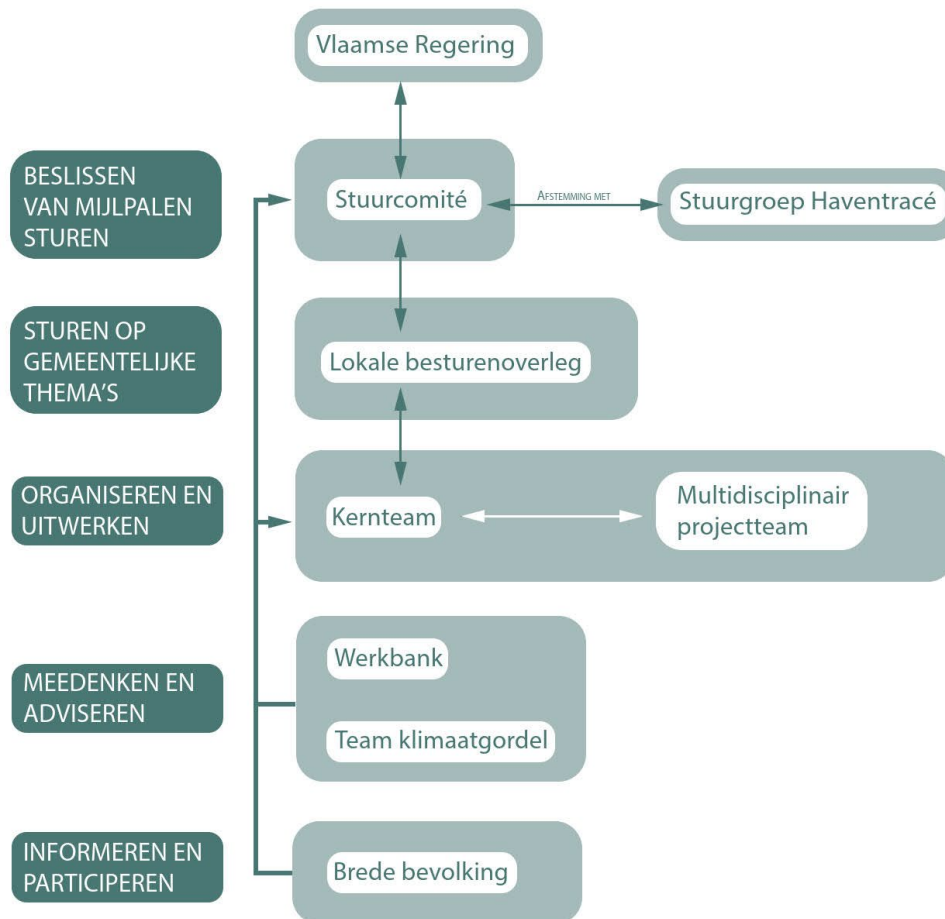 Vlaamse Regering
BESLISSEN
VAN MIJLPALEN
STUREN
Stuurcomité
AFSTEMMING MET
Stuurgroep Haventracé
STUREN OP
GEMEENTELIJKE
THEMA’S
Lokale besturenoverleg
ORGANISEREN EN
UITWERKEN
Kernteam
Multidisciplinair
projectteam
MEEDENKEN EN
ADVISEREN
Werkbank
Team klimaatgordel
INFORMEREN EN
PARTICIPEREN
Brede bevolking